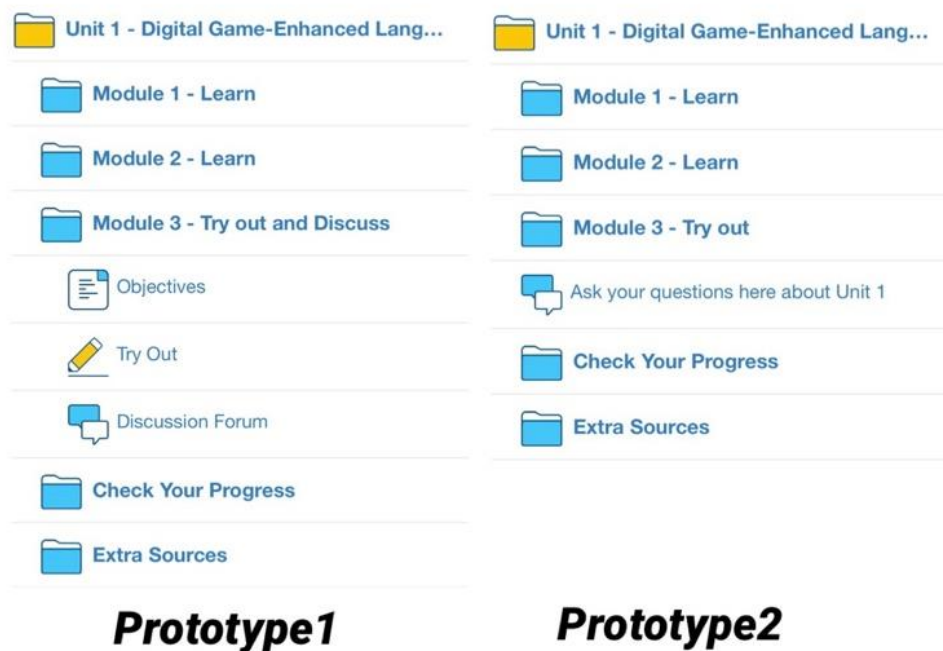 Unit 1 - Digital Game-Enhanced Lang...
Module 1 - Learn
Module 2 - Learn
Module 3 - Try out and Discuss
Objectives
Try Out
Discussion Forum
Check Your Progress
Extra Sources
Prototype1
Unit 1 - Digital Game-Enhanced Lang...
Module 1 - Learn
Module 2 - Learn
Module 3 - Try out
Ask your questions here about Unit 1
Check Your Progress
Extra Sources
Prototype2